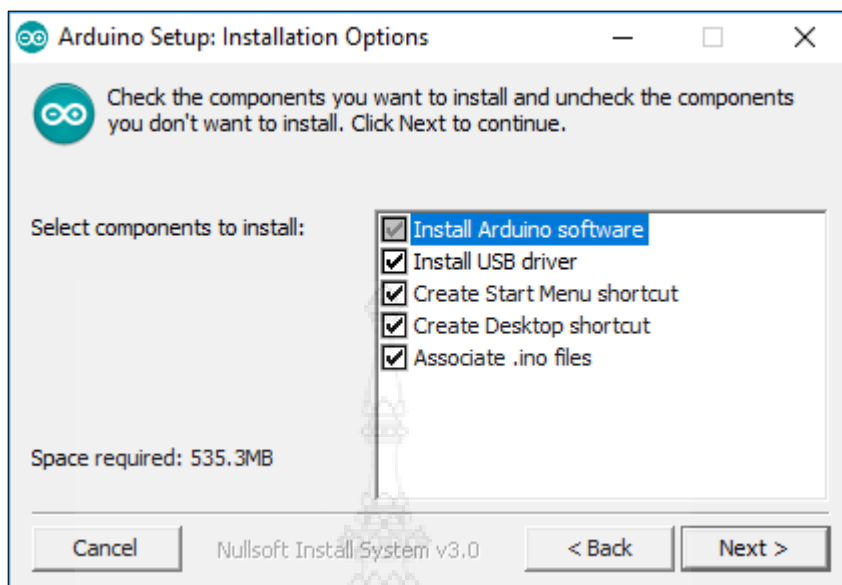 Arduino Setup: Installation Options
Check the components you want to install and uncheck the components
you don't want to install. Click Next to continue.
Select components to install:
Install Arduino software
Install USB driver
Create Start Menu shortcut
Create Desktop shortcut
Associate .ino files
Space required: 535.3MB
Cancel
Nullsoft Install System v3.0
< Back
Next >